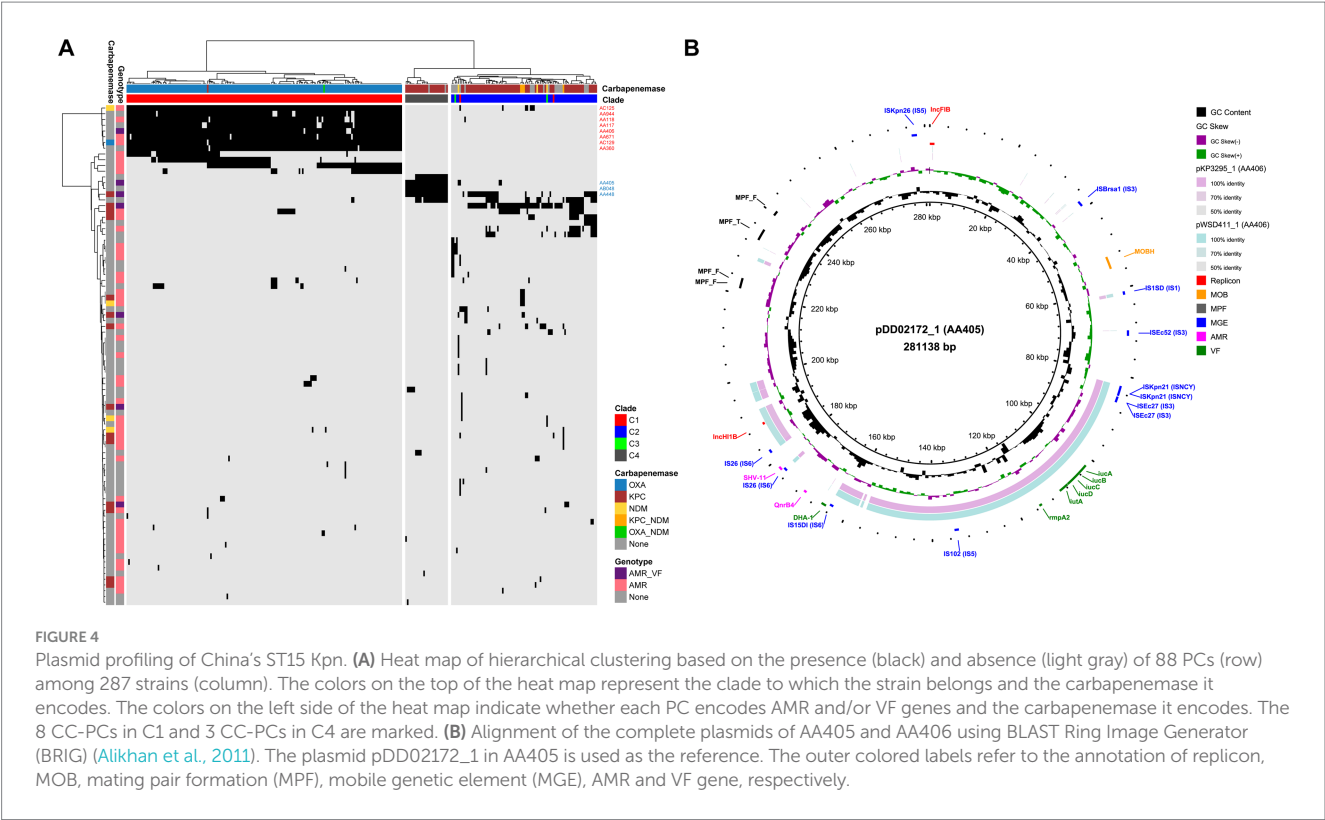 A
Carbapenemase
Genotype
Carbapenemase
Clade
AC125
AA944
AA118
AA117
AA406
AA671
AC128
AA360
AA405
AB048
AA448
Clade
C1
C2
C3
C4
Carbapenemase
OXA
KPC
NDM
KPC_NDM
OXA_NDM
None
Genotype
AMR_VF
AMR
None
B
ISKpn26 (IS5)
IncFIB
ISBrsa1 (IS3)
MOBH
IS1SD (IS1)
ISEc52 (IS3)
ISKpn21 (ISNCY)
ISKpn21 (ISNCY)
ISEc27 (IS3)
ISEc27 (IS3)
iucA
iucB
iucC
iucD
iutA
rmpA2
IS102 (IS5)
IS15DI (IS6)
DHA-1
QnrB4
IS26 (IS6)
SHV-11
IS26 (IS6)
IncHI1B
MPF_F
MPF_F
MPF_T
MPF_F
280 kbp
20 kbp
40 kbp
60 kbp
80 kbp
100 kbp
120 kbp
140 kbp
160 kbp
180 kbp
200 kbp
220 kbp
240 kbp
260 kbp
pDD02172_1 (AA405)
281138 bp
GC Content
GC Skew
GC Skew(-)
GC Skew(+)
pKP3295_1 (AA406)
100% identity
70% identity
50% identity
pWSD411_1 (AA406)
100% identity
70% identity
50% identity
Replicon
MOB
MPF
MGE
AMR
VF
FIGURE 4
Plasmid profiling of China's ST15 Kpn. (A) Heat map of hierarchical clustering based on the presence (black) and absence (light gray) of 88 PCs (row)
among 287 strains (column). The colors on the top of the heat map represent the clade to which the strain belongs and the carbapenemase it
encodes. The colors on the left side of the heat map indicate whether each PC encodes AMR and/or VF genes and the carbapenemase it encodes. The
8 CC-PCs in C1 and 3 CC-PCs in C4 are marked. (B) Alignment of the complete plasmids of AA405 and AA406 using BLAST Ring Image Generator
(BRIG) (Alikhan et al., 2011). The plasmid pDD02172_1 in AA405 is used as the reference. The outer colored labels refer to the annotation of replicon,
MOB, mating pair formation (MPF), mobile genetic element (MGE), AMR and VF gene, respectively.